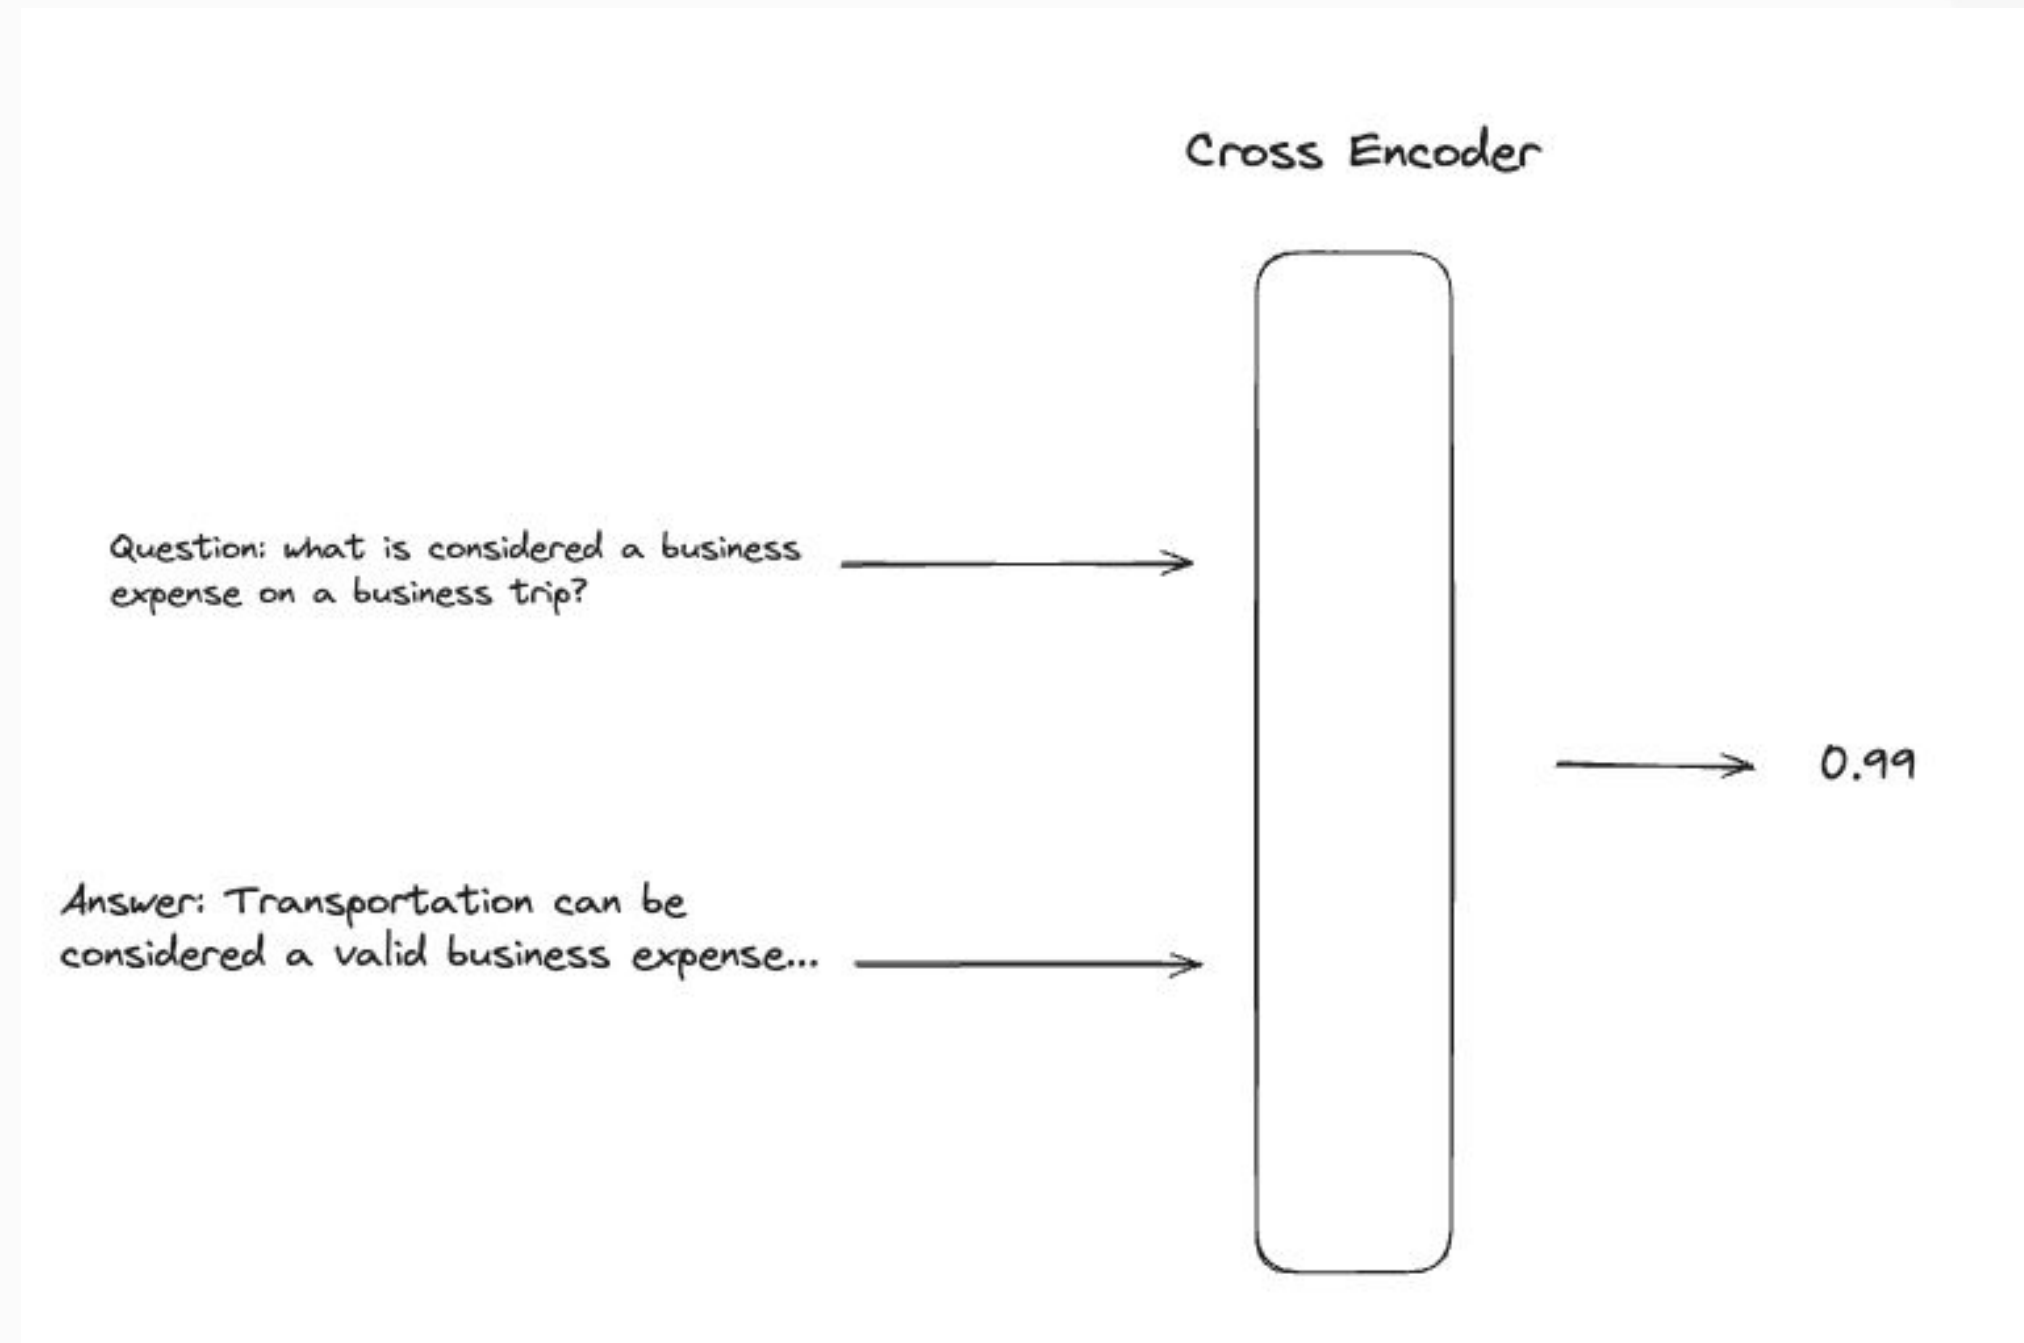 Cross Encoder
Question: what is considered a business
expense on a business trip?
0.99
Answer: Transportation can be
considered a valid business expense...